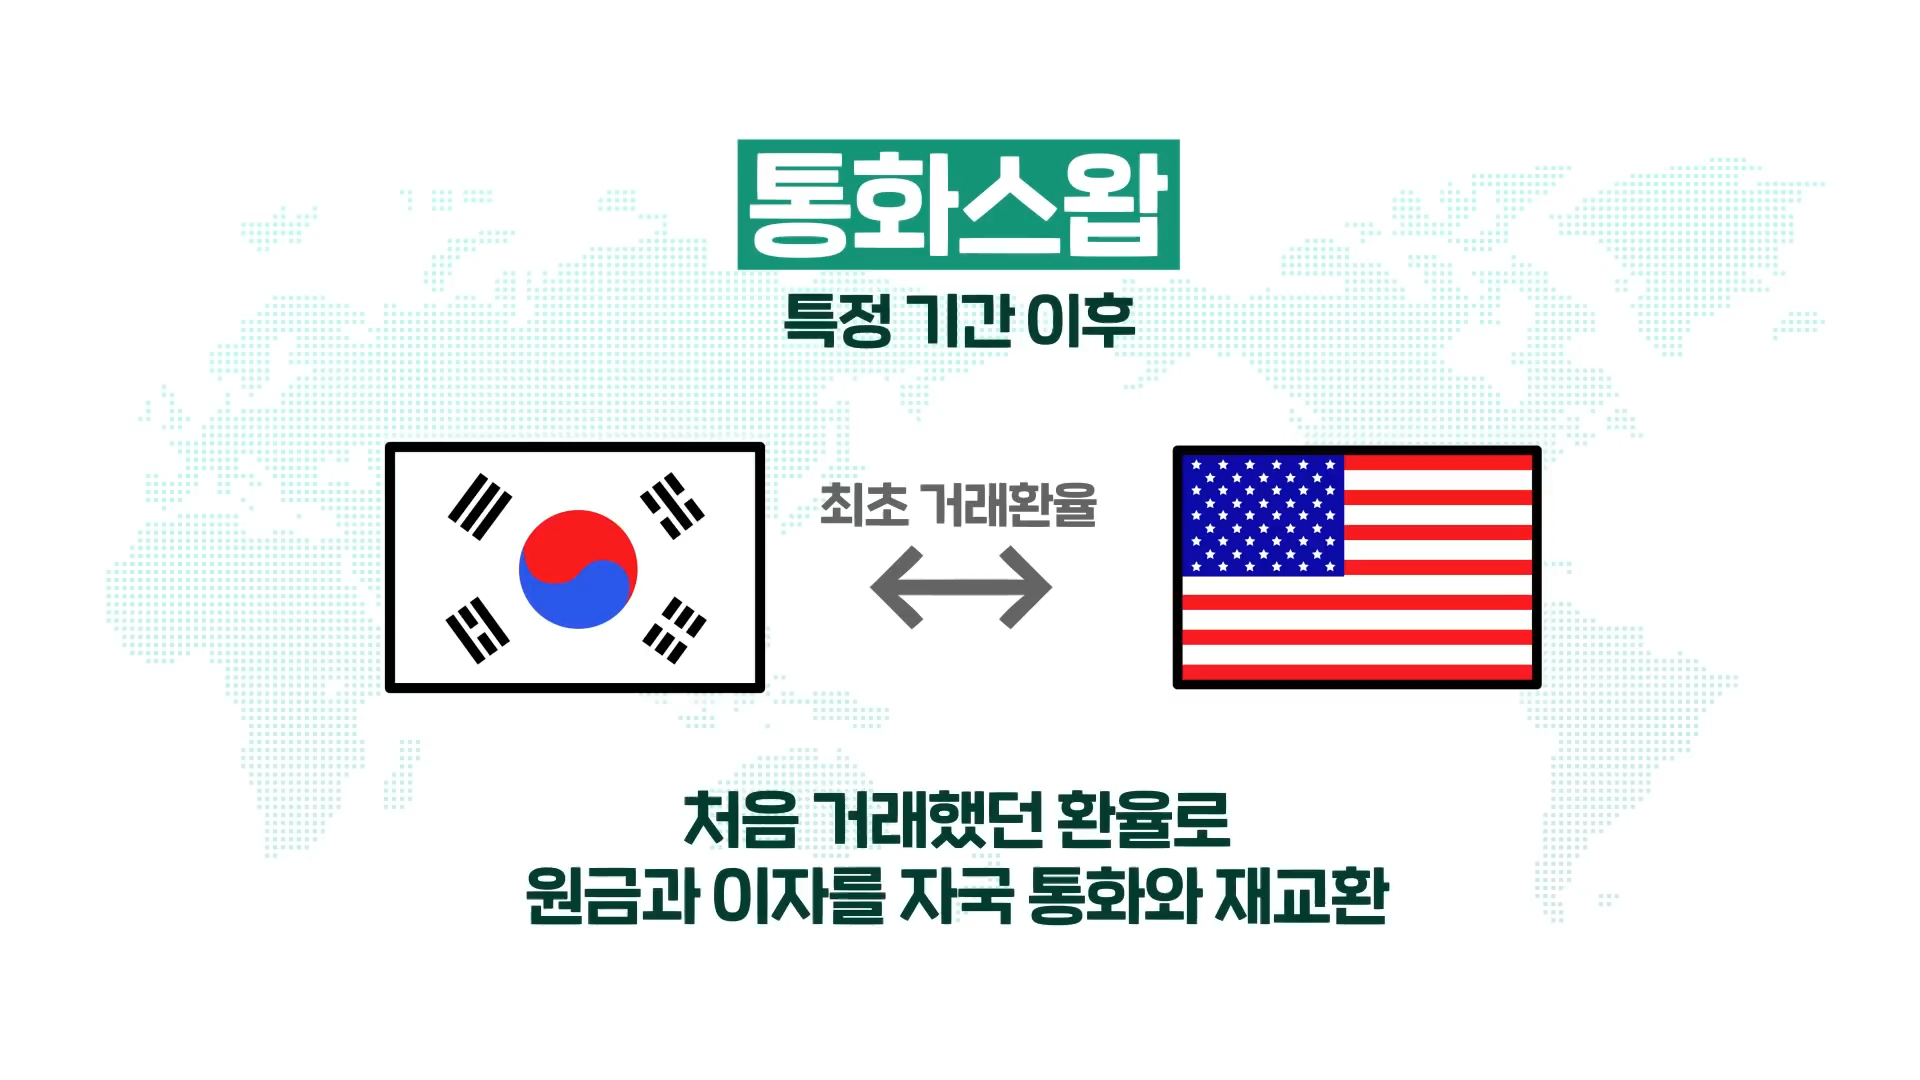 통화스왑
특정 기간 이후
최초 거래환율
처음 거래했던 환율로
원금과 이자를 자국 통화와 재교환